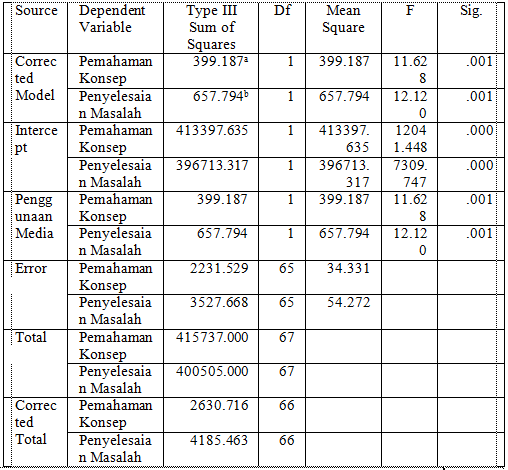 Source Dependent Variable Type III Sum of Squares Df Mean Square F Sig.
Corrected Model Pemahaman Konsep 399.187a 1 399.187 11.628 .001
Penyelesaian Masalah 657.794b 1 657.794 12.120 .001
Intercept Pemahaman Konsep 413397.635 1 413397.635 12041.448 .000
Penyelesaian Masalah 396713.317 1 396713.317 7309.747 .000
Penggunaan Media Pemahaman Konsep 399.187 1 399.187 11.628 .001
Penyelesaian Masalah 657.794 1 657.794 12.120 .001
Error Pemahaman Konsep 2231.529 65 34.331
Penyelesaian Masalah 3527.668 65 54.272
Total Pemahaman Konsep 415737.000 67
Penyelesaian Masalah 400505.000 67
Corrected Total Pemahaman Konsep 2630.716 66
Penyelesaian Masalah 4185.463 66